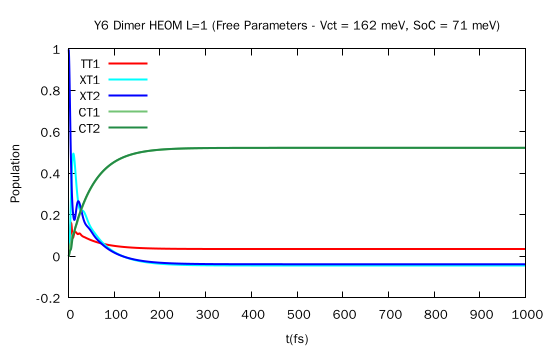 Y6 Dimer HEOM L=1 (Free Parameters - Vct = 162 meV, SoC = 71 meV)
1
0.8
0.6
0.4
0.2
0
-0.2
Population
TT1
XT1
XT2
CT1
CT2
0 100 200 300 400 500 600 700 800 900 1000
t(fs)